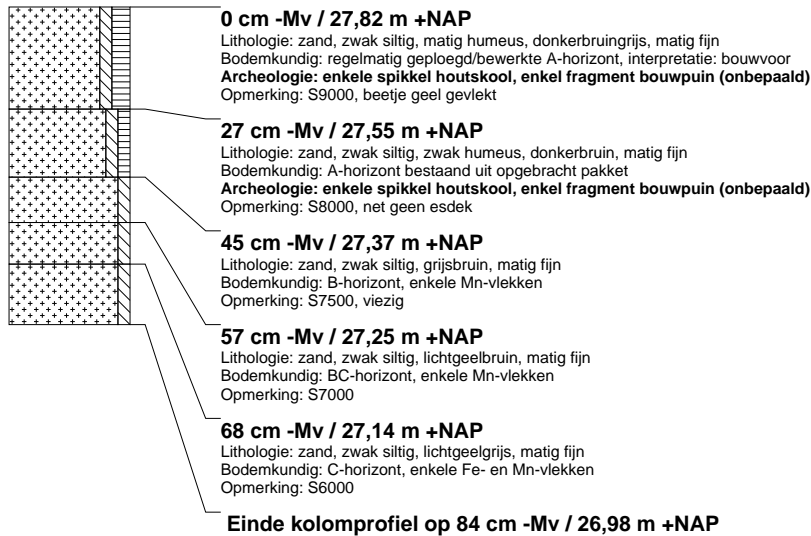 0 cm -Mv / 27,82 m +NAP
Lithologie: zand, zwak siltig, matig humeus, donkerbruingrijs, matig fijn
Bodemkundig: regelmatig geploegd/bewerkte A-horizont, interpretatie: bouwvoor
Archeologie: enkele spikkel houtskool, enkel fragment bouwpuin (onbepaald)
Opmerking: S9000, beetje geel gevlekt
27 cm -Mv / 27,55 m +NAP
Lithologie: zand, zwak siltig, zwak humeus, donkerbruin, matig fijn
Bodemkundig: A-horizont bestaand uit opgebracht pakket
Archeologie: enkele spikkel houtskool, enkel fragment bouwpuin (onbepaald)
Opmerking: S8000, net geen esdek
45 cm -Mv / 27,37 m +NAP
Lithologie: zand, zwak siltig, grijsbruin, matig fijn
Bodemkundig: B-horizont, enkele Mn-vlekken
Opmerking: S7500, viezig
57 cm -Mv / 27,25 m +NAP
Lithologie: zand, zwak siltig, lichtgeelbruin, matig fijn
Bodemkundig: BC-horizont, enkele Mn-vlekken
Opmerking: S7000
68 cm -Mv / 27,14 m +NAP
Lithologie: zand, zwak siltig, lichtgeelgrijs, matig fijn
Bodemkundig: C-horizont, enkele Fe- en Mn-vlekken
Opmerking: S6000
Einde kolomprofiel op 84 cm -Mv / 26,98 m +NAP